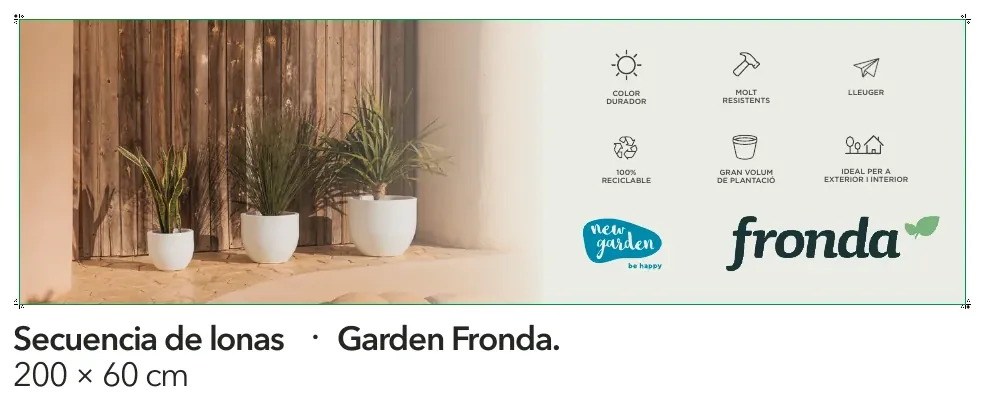 COLOR
DURADOR
MOLT
RESISTENTS
LLEUGER
100%
RECICLABLE
GRAN VOLUM
DE PLANTACIÓ
IDEAL PER A
EXTERIOR I INTERIOR
new
garden
be happy
fronda
Secuencia de lonas · Garden Fronda.
200 × 60 cm